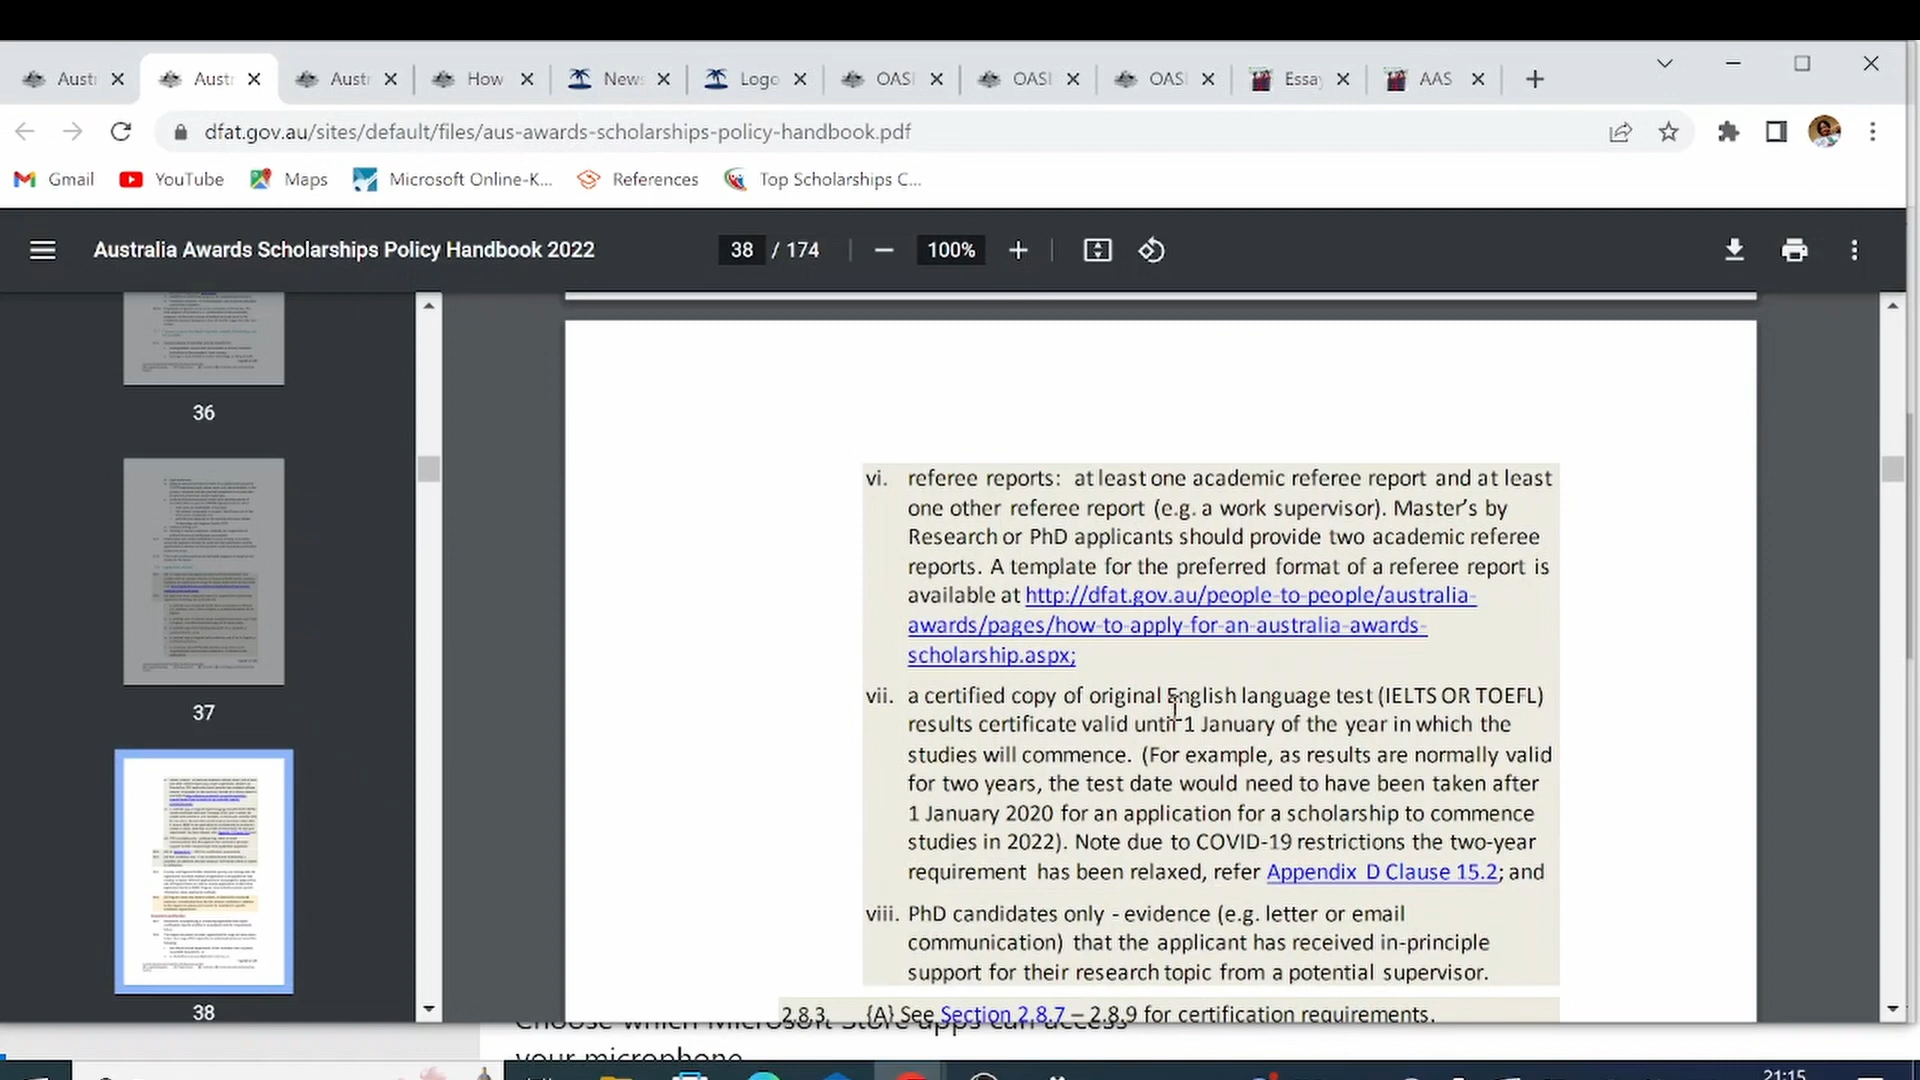 Austr
Austr
Austr
How
News
Logo
OASI
OASI
OASI
Essay
AAS
dfat.gov.au/sites/default/files/aus-awards-scholarships-policy-handbook.pdf
Gmail
YouTube
Maps
Microsoft Online-K...
References
Top Scholarships C...
Australia Awards Scholarships Policy Handbook 2022
38 / 174
100%
36
37
38
vi. referee reports: at least one academic referee report and at least
one other referee report (e.g. a work supervisor). Master's by
Research or PhD applicants should provide two academic referee
reports. A template for the preferred format of a referee report is
available at http://dfat.gov.au/people-to-people/australia-
awards/pages/how-to-apply-for-an-australia-awards-
scholarship.aspx;
vii. a certified copy of original English language test (IELTS OR TOEFL)
results certificate valid until 1 January of the year in which the
studies will commence. (For example, as results are normally valid
for two years, the test date would need to have been taken after
1 January 2020 for an application for a scholarship to commence
studies in 2022). Note due to COVID-19 restrictions the two-year
requirement has been relaxed, refer Appendix D Clause 15.2; and
viii. PhD candidates only - evidence (e.g. letter or email
communication) that the applicant has received in-principle
support for their research topic from a potential supervisor.
2.8.3. {A} See Section 2.8.7 – 2.8.9 for certification requirements.
Choose which Microsoft Store apps can access
your microphone
21:15